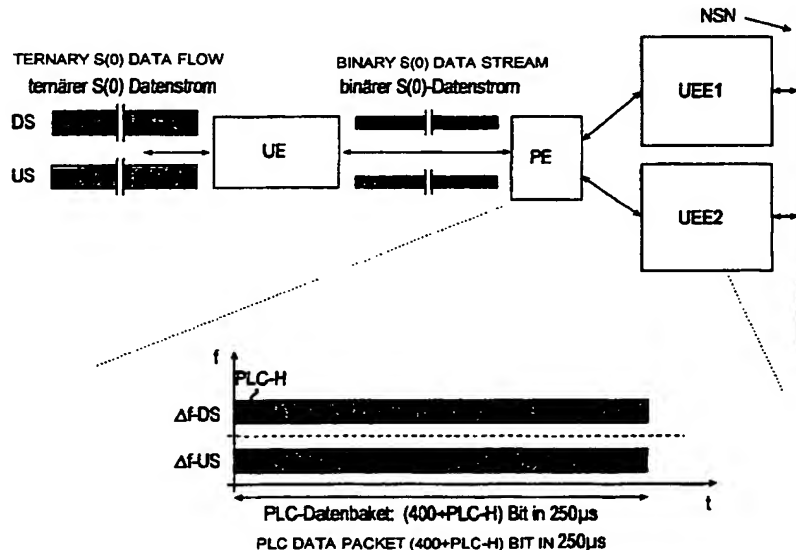 NSN
TERNARY S(0) DATA FLOW
ternärer S(0) Datenstrom
BINARY S(0) DATA STREAM
binärer S(0)-Datenstrom
DS
US
UE
PE
UEE1
UEE2
f
PLC-H
Δf-DS
Δf-US
t
PLC-Datenbaket: (400+PLC-H) Bit in 250µs
PLC DATA PACKET (400+PLC-H) BIT IN 250µs